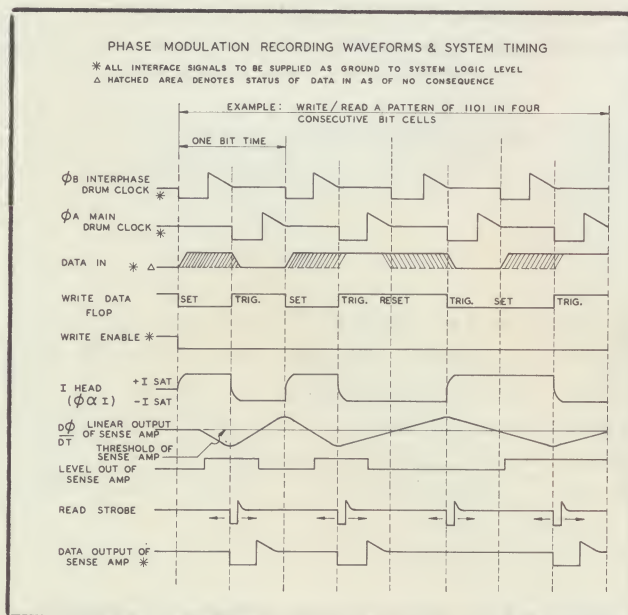 PHASE MODULATION RECORDING WAVEFORMS & SYSTEM TIMING
* ALL INTERFACE SIGNALS TO BE SUPPLIED AS GROUND TO SYSTEM LOGIC LEVEL
△ HATCHED AREA DENOTES STATUS OF DATA IN AS OF NO CONSEQUENCE
EXAMPLE: WRITE/READ A PATTERN OF 1101 IN FOUR
CONSECUTIVE BIT CELLS
ONE BIT TIME
ϕB INTERPHASE
DRUM CLOCK *
ϕA MAIN
DRUM CLOCK *
DATA IN * △
WRITE DATA
FLOP
SET TRIG. SET TRIG. RESET TRIG. SET TRIG.
WRITE ENABLE *
I HEAD
(ϕ α I)
+I SAT
-I SAT
Dϕ
DT
LINEAR OUTPUT
OF SENSE AMP
THRESHOLD OF
SENSE AMP
LEVEL OUT OF
SENSE AMP
READ STROBE
DATA OUTPUT OF
SENSE AMP *